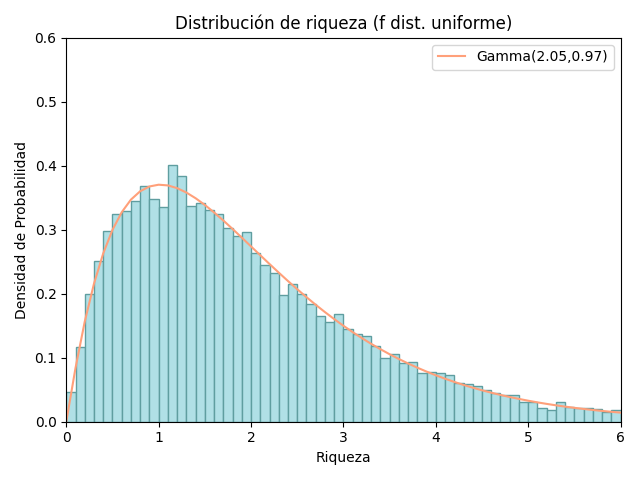 Distribución de riqueza (f dist. uniforme)
Gamma(2.05,0.97)
Densidad de Probabilidad
0.6
0.5
0.4
0.3
0.2
0.1
0.0
0 1 2 3 4 5 6
Riqueza